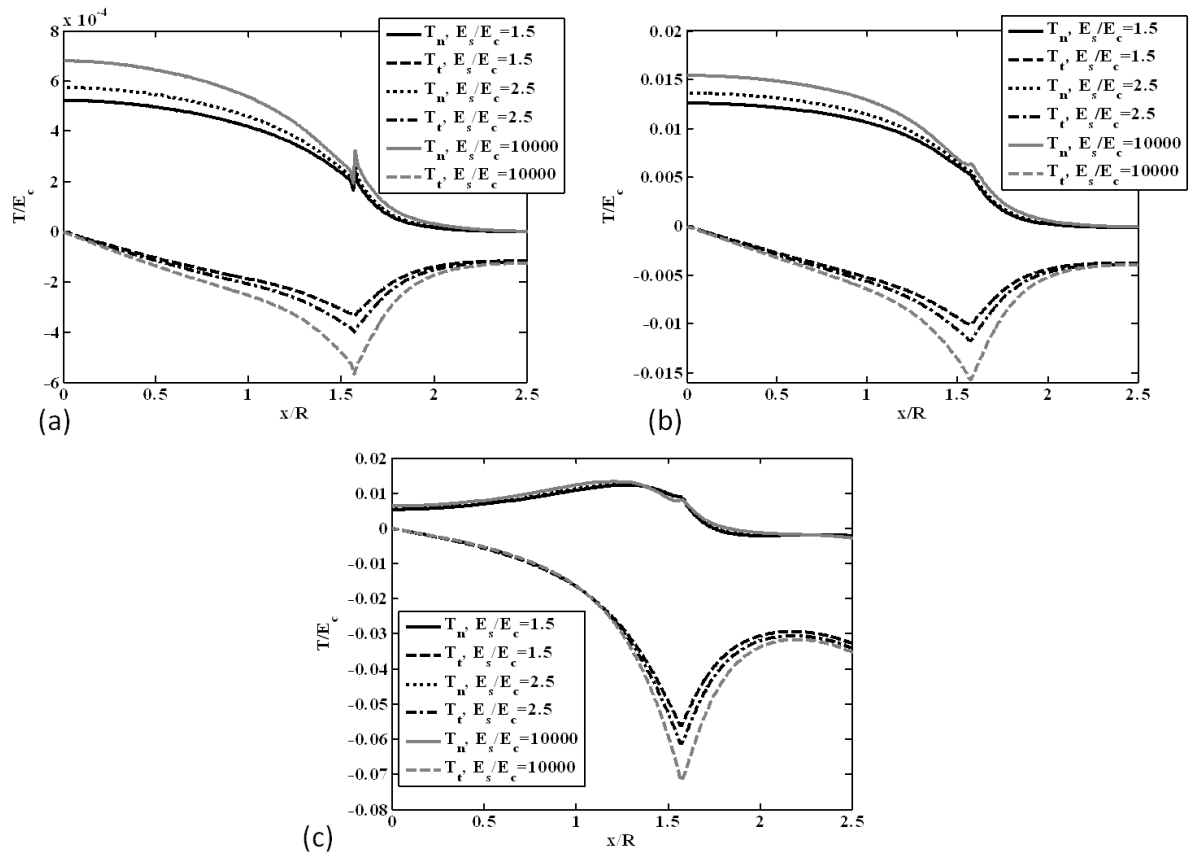 x 10⁻⁴
8
6
4
2
0
−2
−4
−6
T/E_c
0 0.5 1 1.5 2 2.5
x/R
T_n, E_s/E_c=1.5
T_t, E_s/E_c=1.5
T_n, E_s/E_c=2.5
T_t, E_s/E_c=2.5
T_n, E_s/E_c=10000
T_t, E_s/E_c=10000
(a)
0.02
0.015
0.01
0.005
0
−0.005
−0.01
−0.015
T/E_c
0 0.5 1 1.5 2 2.5
x/R
T_n, E_s/E_c=1.5
T_t, E_s/E_c=1.5
T_n, E_s/E_c=2.5
T_t, E_s/E_c=2.5
T_n, E_s/E_c=10000
T_t, E_s/E_c=10000
(b)
0.02
0.01
0
−0.01
−0.02
−0.03
−0.04
−0.05
−0.06
−0.07
−0.08
T/E_c
T_n, E_s/E_c=1.5
T_t, E_s/E_c=1.5
T_n, E_s/E_c=2.5
T_t, E_s/E_c=2.5
T_n, E_s/E_c=10000
T_t, E_s/E_c=10000
0 0.5 1 1.5 2 2.5
x/R
(c)